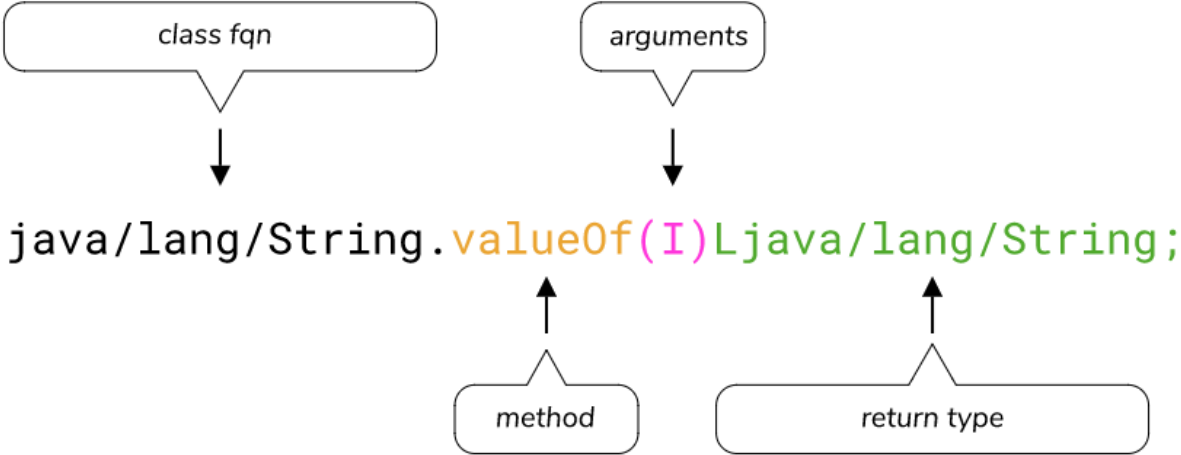 class fqn
arguments
java/lang/String.valueOf(I)Ljava/lang/String;
method
return type